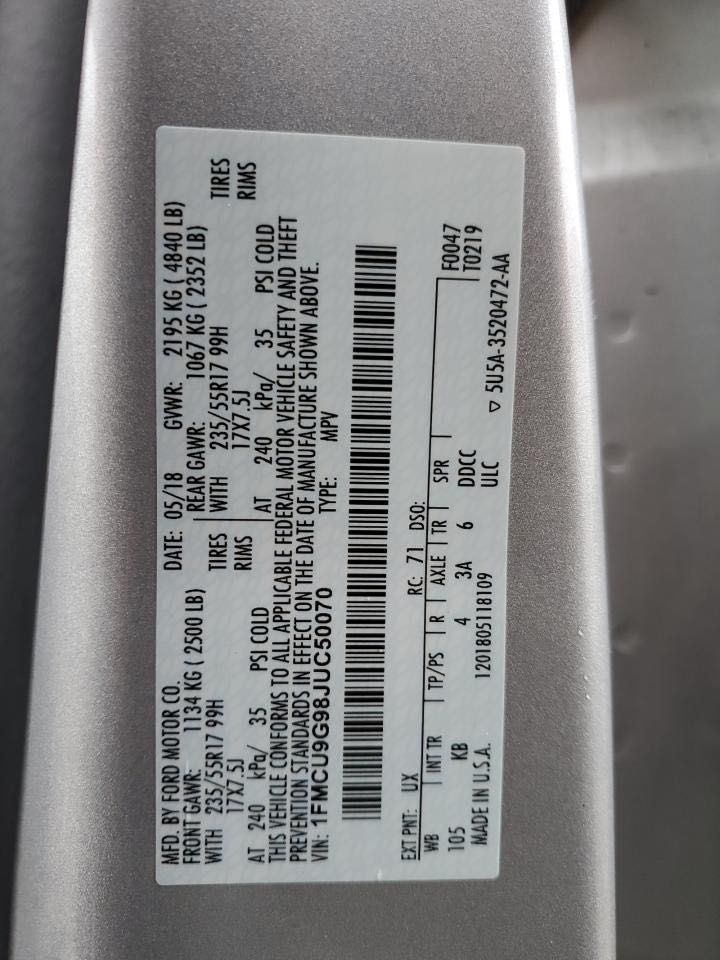 MFD. BY FORD MOTOR CO. DATE: 05/18 GVWR: 2195 KG ( 4840 LB)
FRONT GAWR: 1134 KG ( 2500 LB) REAR GAWR: 1067 KG ( 2352 LB)
WITH 235/55R17 99H TIRES WITH 235/55R17 99H TIRES
17X7.5J RIMS 17X7.5J RIMS
AT 240 kPa/ 35 PSI COLD AT 240 kPa/ 35 PSI COLD
THIS VEHICLE CONFORMS TO ALL APPLICABLE FEDERAL MOTOR VEHICLE SAFETY AND THEFT
PREVENTION STANDARDS IN EFFECT ON THE DATE OF MANUFACTURE SHOWN ABOVE.
VIN: 1FMCU9G98JUC50070 TYPE: MPV
EXT PNT: UX RC: 71 DSO: F0047
WB INT TR TP/PS R AXLE TR SPR T0219
105 KB 4 3A 6 DDCC
MADE IN U.S.A. 1201805118109 ULC ▽ 5U5A-3520472-AA